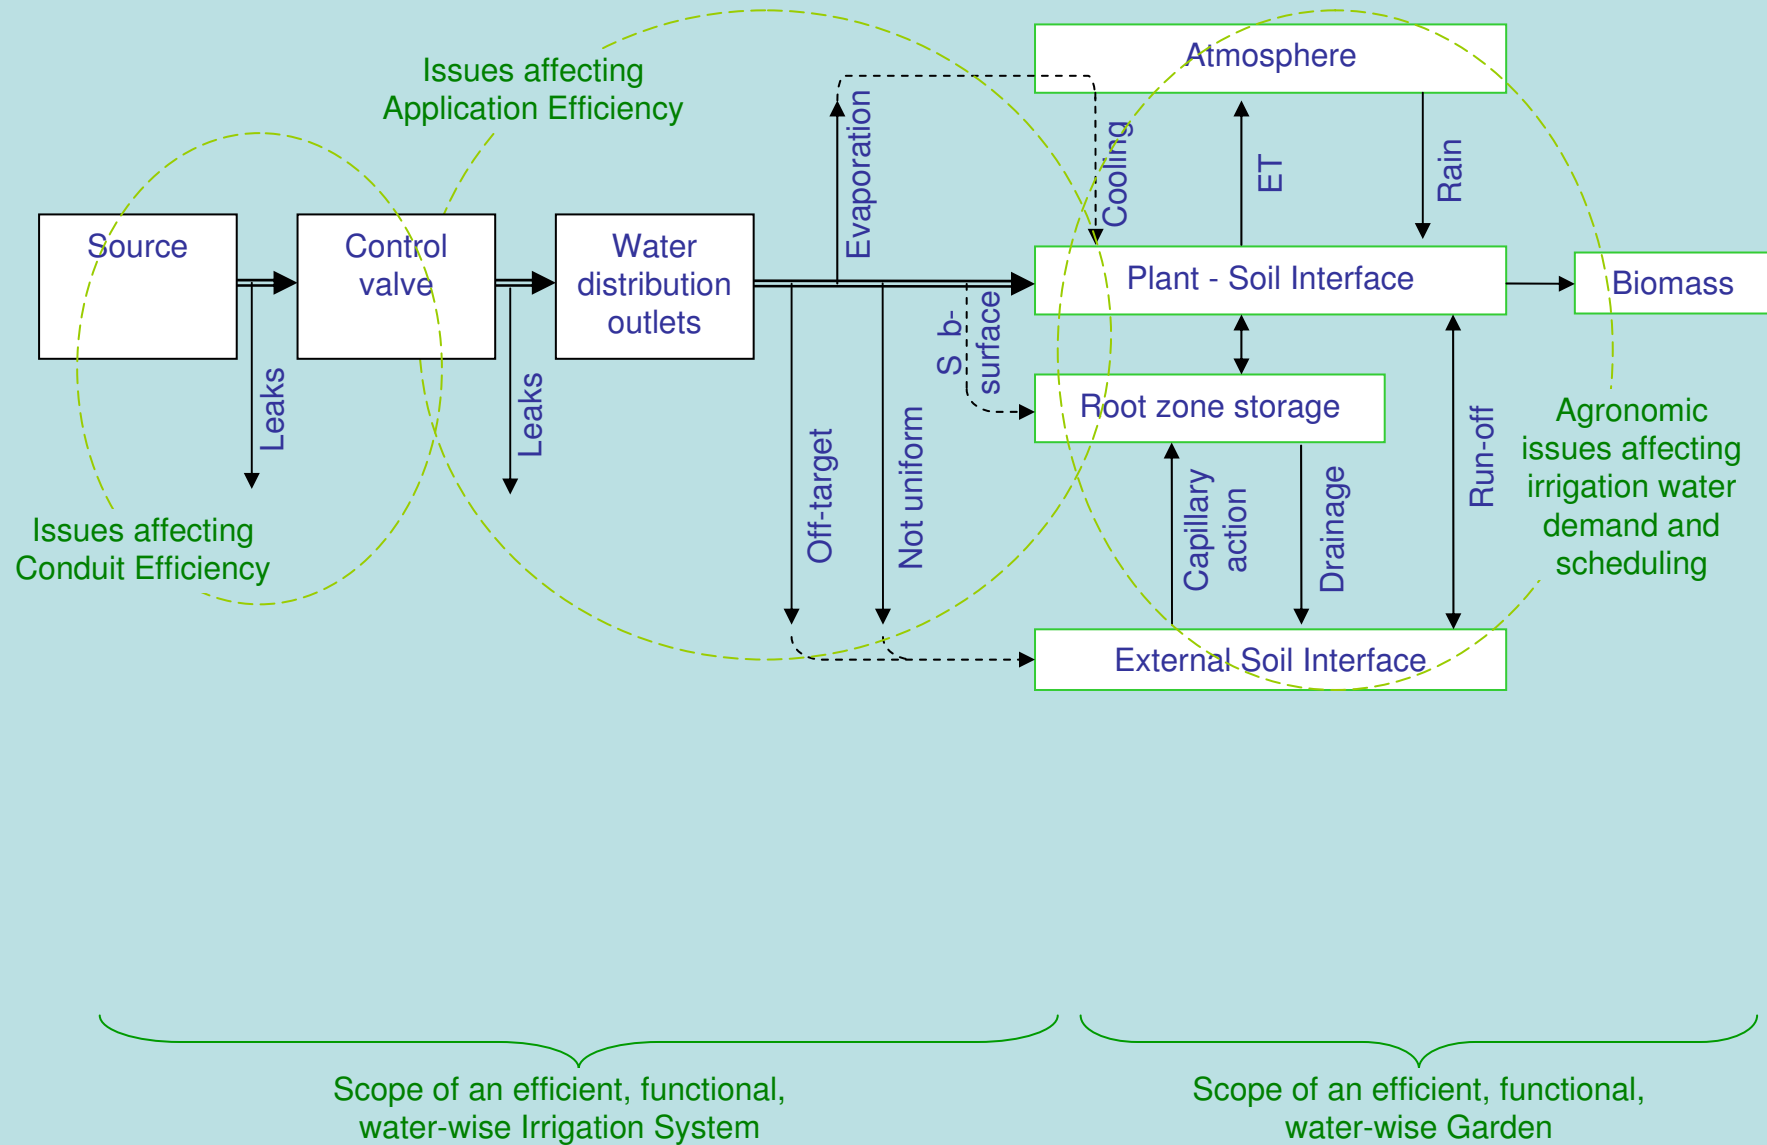 Issues affecting
Application Efficiency
Atmosphere
Evaporation
Cooling
ET
Rain
Source
Control
valve
Water
distribution
outlets
Plant - Soil Interface
Biomass
S b-
surface
Leaks
Leaks
Root zone storage
Off-target
Not uniform
Capillary
action
Drainage
Run-off
Agronomic
issues affecting
irrigation water
demand and
scheduling
Issues affecting
Conduit Efficiency
External Soil Interface
Scope of an efficient, functional,
water-wise Irrigation System
Scope of an efficient, functional,
water-wise Garden